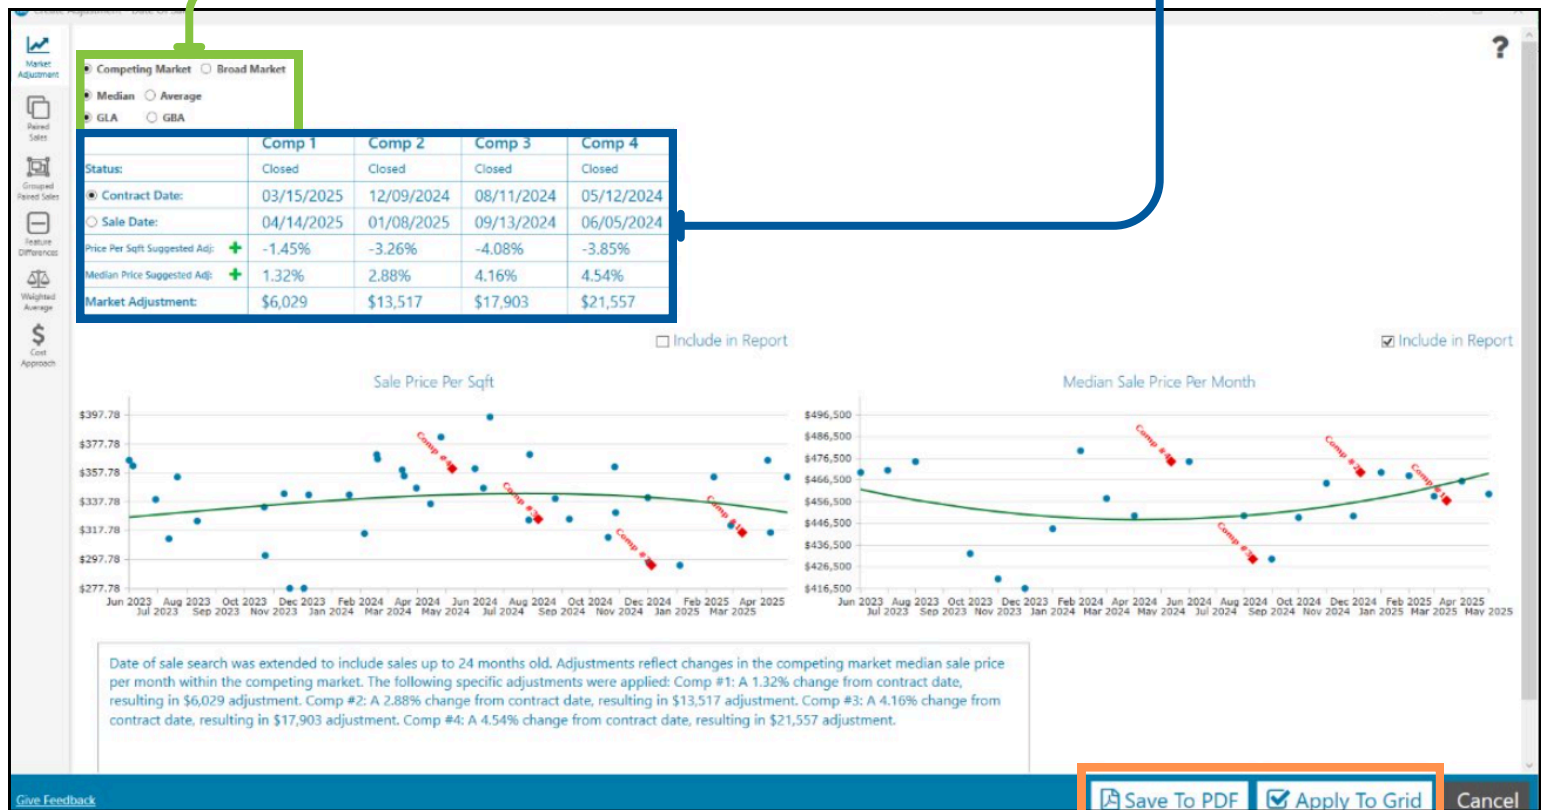 Market
Adjustment
Paired
Sales
Grouped
Paired Sales
Feature
Differences
Weighted
Average
$
Cost
Approach
?
Competing Market Broad Market
Median Average
GLA GBA
Comp 1 Comp 2 Comp 3 Comp 4
Status: Closed Closed Closed Closed
Contract Date: 03/15/2025 12/09/2024 08/11/2024 05/12/2024
Sale Date: 04/14/2025 01/08/2025 09/13/2024 06/05/2024
Price Per Sqft Suggested Adj: -1.45% -3.26% -4.08% -3.85%
Median Price Suggested Adj: 1.32% 2.88% 4.16% 4.54%
Market Adjustment: $6,029 $13,517 $17,903 $21,557
Include in Report
Include in Report
Sale Price Per Sqft
$397.78
$377.78
$357.78
$337.78
$317.78
$297.78
$277.78
Comp #4
Comp #3
Comp #2
Comp #1
Jun 2023 Aug 2023 Oct 2023 Dec 2023 Feb 2024 Apr 2024 Jun 2024 Aug 2024 Oct 2024 Dec 2024 Feb 2025 Apr 2025
Jul 2023 Sep 2023 Nov 2023 Jan 2024 Mar 2024 May 2024 Jul 2024 Sep 2024 Nov 2024 Jan 2025 Mar 2025
Median Sale Price Per Month
$496,500
$486,500
$476,500
$466,500
$456,500
$446,500
$436,500
$426,500
$416,500
Comp #4
Comp #3
Comp #2
Comp #1
Jun 2023 Aug 2023 Oct 2023 Dec 2023 Feb 2024 Apr 2024 Jun 2024 Aug 2024 Oct 2024 Dec 2024 Feb 2025 Apr 2025
Jul 2023 Sep 2023 Nov 2023 Jan 2024 Mar 2024 May 2024 Jul 2024 Sep 2024 Nov 2024 Jan 2025 Mar 2025 May 2025
Date of sale search was extended to include sales up to 24 months old. Adjustments reflect changes in the competing market median sale price
per month within the competing market. The following specific adjustments were applied: Comp #1: A 1.32% change from contract date,
resulting in $6,029 adjustment. Comp #2: A 2.88% change from contract date, resulting in $13,517 adjustment. Comp #3: A 4.16% change from
contract date, resulting in $17,903 adjustment. Comp #4: A 4.54% change from contract date, resulting in $21,557 adjustment.
Give Feedback
Save To PDF
Apply To Grid
Cancel